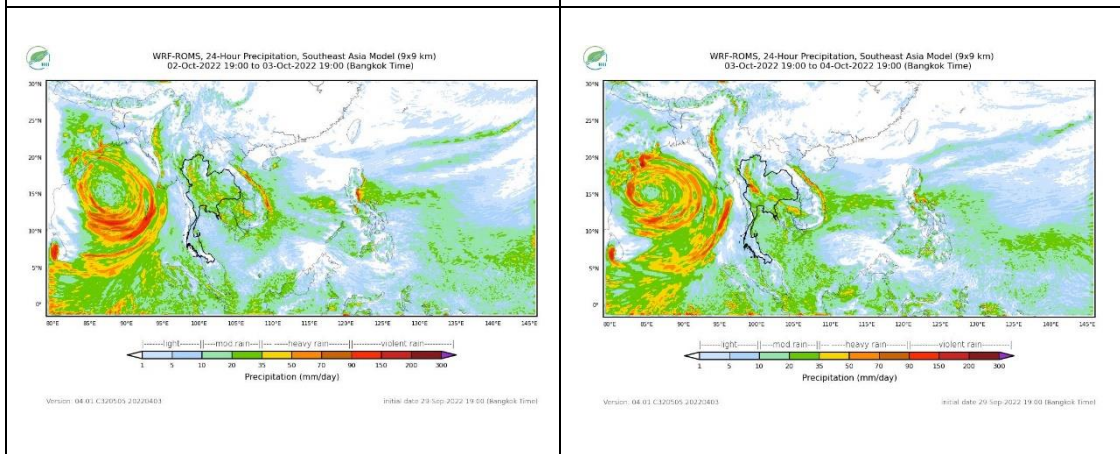 WRF-ROMS, 24-Hour Precipitation, Southeast Asia Model (9x9 km)
02-Oct-2022 19:00 to 03-Oct-2022 19:00 (Bangkok Time)
30°N
25°N
20°N
15°N
10°N
5°N
0°
80°E 85°E 90°E 95°E 100°E 105°E 110°E 115°E 120°E 125°E 130°E 135°E 140°E 145°E
|-------light-------||----mod rain---||--- ----heavy rain------||------violent rain----------|
1 5 10 20 35 50 70 90 150 200 300
Precipitation (mm/day)
Version: 04.01 C320505 20220403
initial date 29-Sep-2022 19:00 (Bangkok Time)
WRF-ROMS, 24-Hour Precipitation, Southeast Asia Model (9x9 km)
03-Oct-2022 19:00 to 04-Oct-2022 19:00 (Bangkok Time)
30°N
25°N
20°N
15°N
10°N
5°N
0°
80°E 85°E 90°E 95°E 100°E 105°E 110°E 115°E 120°E 125°E 130°E 135°E 140°E 145°E
|-------light-------||----mod rain---||--- ----heavy rain------||------violent rain----------|
1 5 10 20 35 50 70 90 150 200 300
Precipitation (mm/day)
Version: 04.01 C320505 20220403
initial date 29-Sep-2022 19:00 (Bangkok Time)